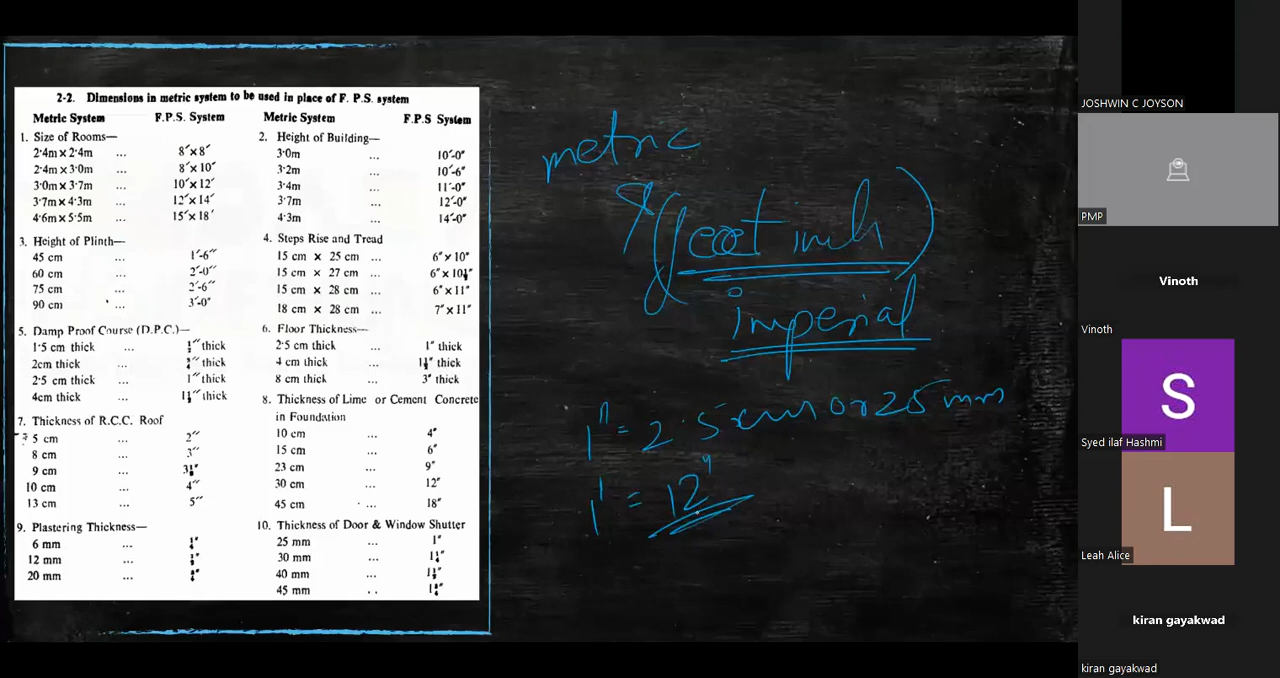 2-2. Dimensions in metric system to be used in place of F. P.S. system
Metric System F.P.S. System
1. Size of Rooms—
2·4m × 2·4m ... 8′×8′
2·4m × 3·0m ... 8′×10″
3·0m × 3·7m ... 10′×12′
3·7m × 4·3m ... 12′×14′
4·6m × 5·5m ... 15′×18′
3. Height of Plinth—
45 cm ... 1′-6″
60 cm ... 2′-0″
75 cm ... 2′-6″
90 cm ... 3′-0″
5. Damp Proof Course (D.P.C.)—
1·5 cm thick ... ½″ thick
2cm thick ... ¾″ thick
2·5 cm thick ... 1″ thick
4cm thick ... 1½″ thick
7. Thickness of R.C.C. Roof
5 cm ... 2″
8 cm ... 3″
9 cm ... 3½″
10 cm ... 4″
13 cm ... 5″
9. Plastering Thickness—
6 mm ... ¼″
12 mm ... ½″
20 mm ... ¾″
Metric System F.P.S System
2. Height of Building—
3·0m ... 10′-0″
3·2m ... 10′-6″
3·4m ... 11′-0″
3·7m ... 12′-0″
4·3m ... 14′-0″
4. Steps Rise and Tread
15 cm × 25 cm ... 6″×10″
15 cm × 27 cm ... 6″×10½″
15 cm × 28 cm ... 6″×11″
18 cm × 28 cm ... 7″×11″
6. Floor Thickness—
2·5 cm thick ... 1″ thick
4 cm thick ... 1½″ thick
8 cm thick ... 3″ thick
8. Thickness of Lime or Cement Concrete
in Foundation
10 cm ... 4″
15 cm ... 6″
23 cm ... 9″
30 cm ... 12″
45 cm ... 18″
10. Thickness of Door & Window Shutter
25 mm ... 1″
30 mm ... 1¼″
40 mm ... 1½″
45 mm .. 1¾″
metric
inch
imperial
1" = 2.5 cm or 25 mm
1' = 12"
JOSHWIN C JOYSON
PMP
Vinoth
Vinoth
S
Syed ilaf Hashmi
L
Leah Alice
kiran gayakwad
kiran gayakwad